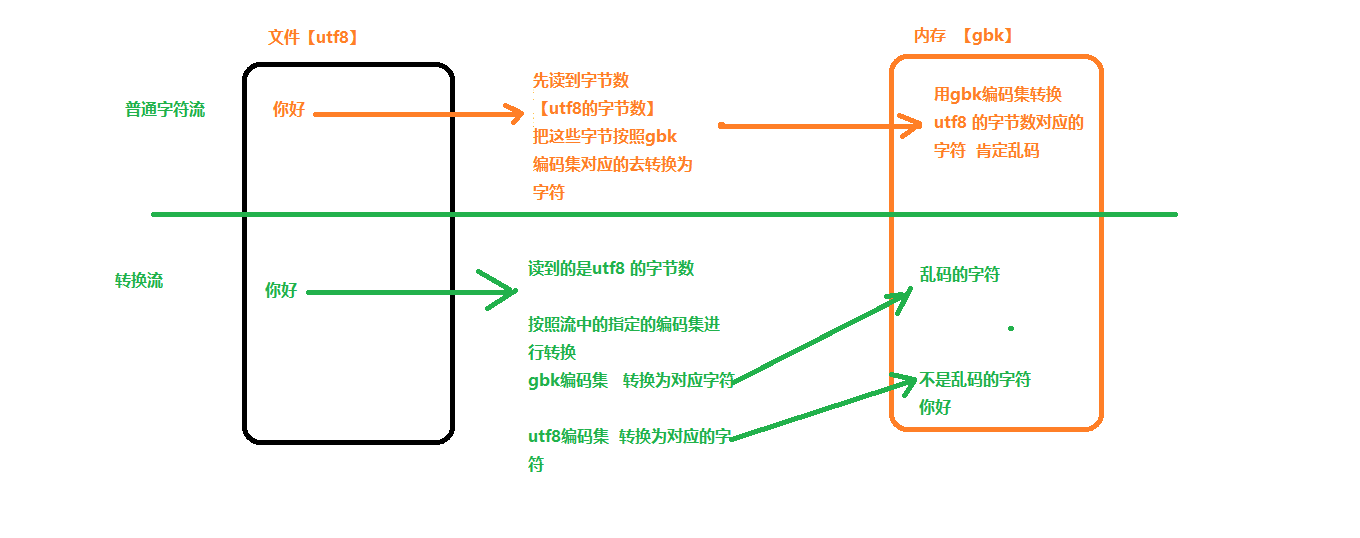 文件【utf8】
内存 【gbk】
普通字符流
你好
先读到字节数
【utf8的字节数】
把这些字节按照gbk
编码集对应的去转换为
字符
用gbk编码集转换
utf8 的字节数对应的
字符 肯定乱码
转换流
你好
读到的是utf8 的字节数
按照流中的指定的编码集进
行转换
gbk编码集 转换为对应字符
utf8编码集 转换为对应的字
符
乱码的字符
不是乱码的字符
你好